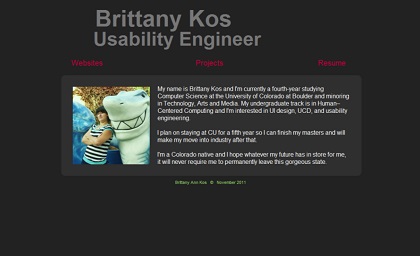 Brittany Kos
Usability Engineer
Websites
Projects
Resume
My name is Brittany Kos and I'm currently a fourth-year studying
Computer Science at the University of Colorado at Boulder and minoring
in Technology, Arts and Media. My undergraduate track is in Human–
Centered Computing and I'm interested in UI design, UCD, and usability
engineering.
I plan on staying at CU for a fifth year so I can finish my masters and will
make my move into industry after that.
I'm a Colorado native and I hope whatever my future has in store for me,
it will never require me to permanently leave this gorgeous state.
Brittany Ann Kos © November 2011